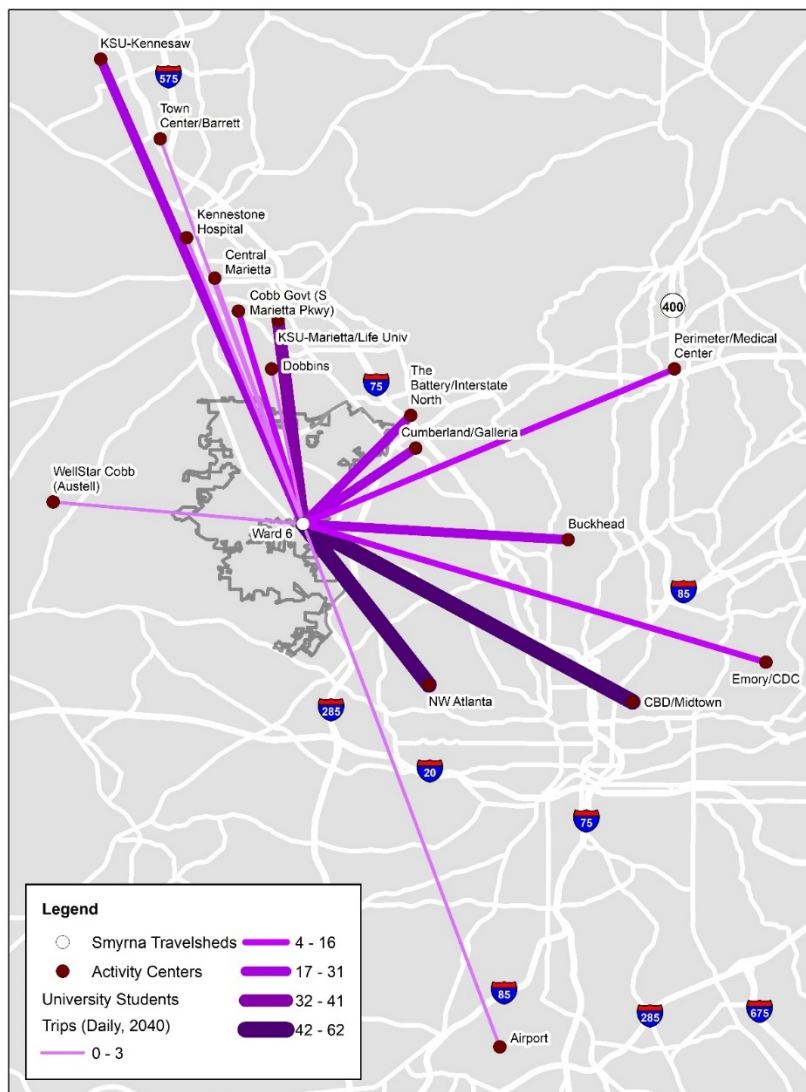 KSU-Kennesaw
575
Town
Center/Barrett
Kennestone
Hospital
Central
Marietta
Cobb Govt (S
Marietta Pkwy)
KSU-Marietta/Life Univ
Dobbins
400
Perimeter/Medical
Center
75
The
Battery/Interstate
North
Cumberland/Galleria
WellStar Cobb
(Austell)
Ward 6
Buckhead
85
Emory/CDC
NW Atlanta
CBD/Midtown
285
20
75
85
285
675
Airport
Legend
Smyrna Travelsheds
Activity Centers
University Students
Trips (Daily, 2040)
0 - 3
4 - 16
17 - 31
32 - 41
42 - 62